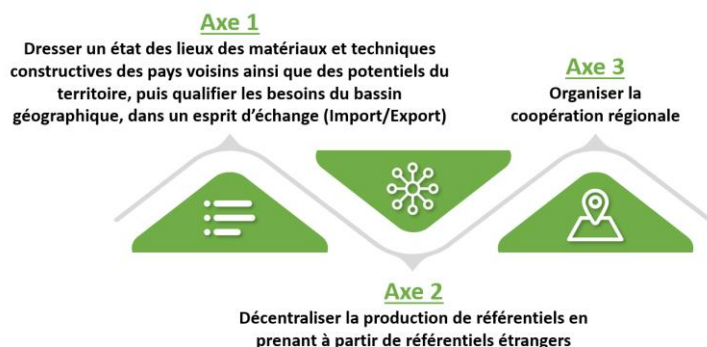 Axe 1
Dresser un état des lieux des matériaux et techniques
constructives des pays voisins ainsi que des potentiels du
territoire, puis qualifier les besoins du bassin
géographique, dans un esprit d'échange (Import/Export)
Axe 2
Décentraliser la production de référentiels en
prenant à partir de référentiels étrangers
Axe 3
Organiser la
coopération régionale